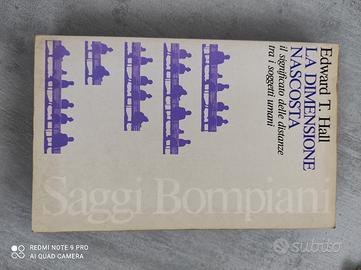 Edward T. Hall
LA DIMENSIONE
NASCOSTA
il significato delle distanze
tra i soggetti umani
Saggi Bompiani
REDMI NOTE 9 PRO
AI QUAD CAMERA
subito